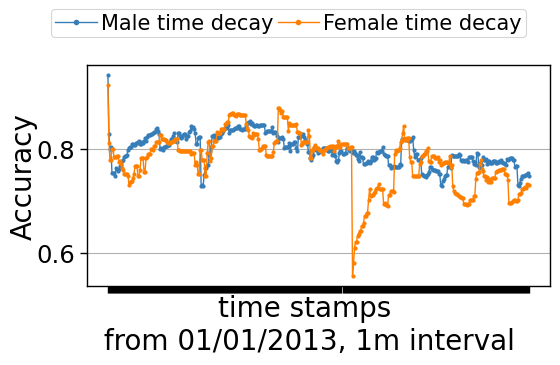 Male time decay Female time decay
Accuracy
0.8
0.6
time stamps
from 01/01/2013, 1m interval